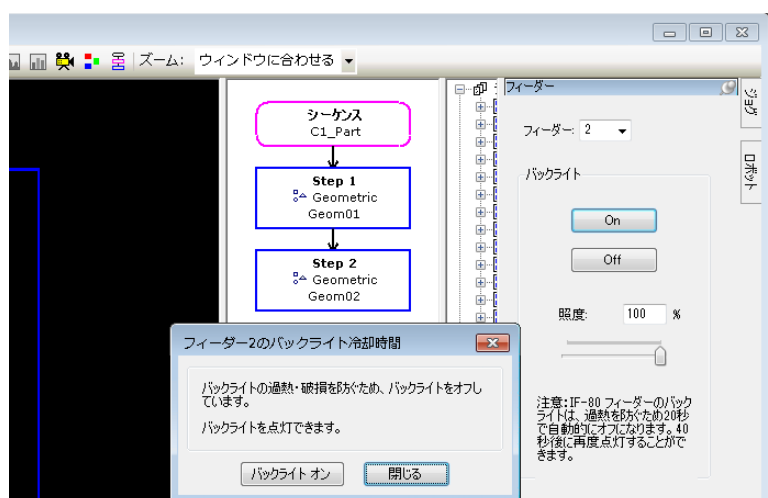 ズーム: ウィンドウに合わせる
シーケンス
C1_Part
Step 1
Geometric
Geom01
Step 2
Geometric
Geom02
フィーダー
フィーダー: 2
バックライト
On
Off
照度: 100 %
注意:IF-80 フィーダーのバック
ライトは、過熱を防ぐため20秒
で自動的にオフになります。40
秒後に再度点灯することがで
きます。
ジョグ
ロボット
フィーダー2のバックライト冷却時間
バックライトの過熱・破損を防ぐため、バックライトをオフし
ています。
バックライトを点灯できます。
バックライト オン
閉じる